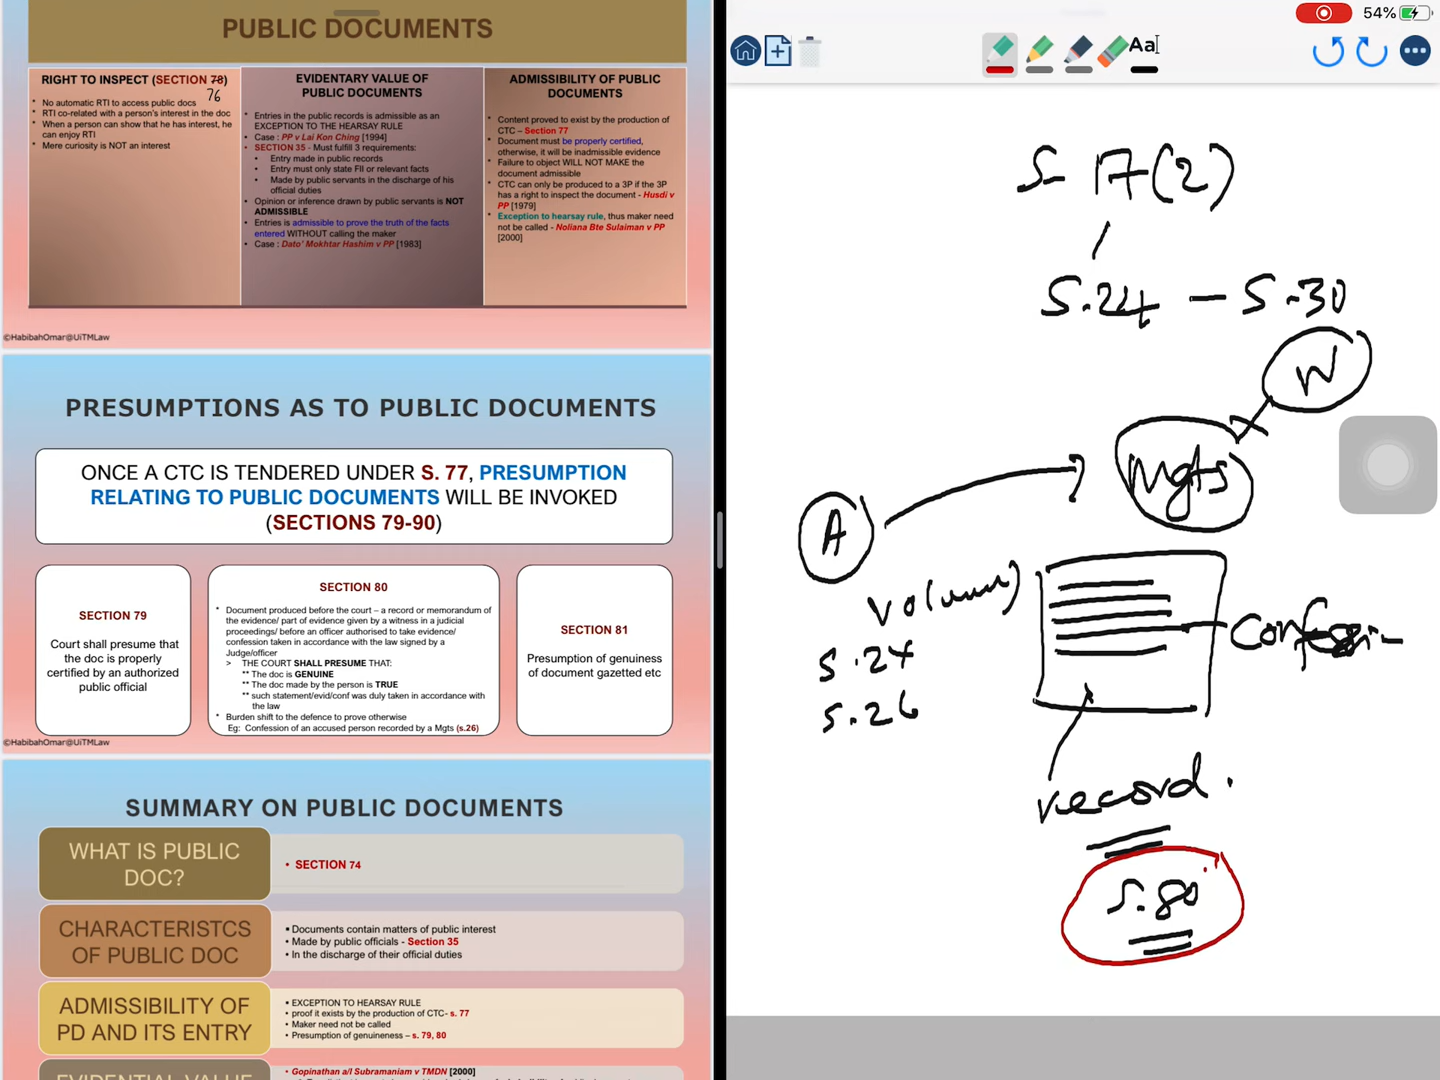 PUBLIC DOCUMENTS
RIGHT TO INSPECT (SECTION 78)
76
* No automatic RTI to access public docs
* RTI co-related with a person's interest in the doc
* When a person can show that he has interest, he
can enjoy RTI
* Mere curiosity is NOT an interest
EVIDENTARY VALUE OF
PUBLIC DOCUMENTS
* Entries in the public records is admissible as an
EXCEPTION TO THE HEARSAY RULE
* Case : PP v Lai Kon Ching [1994]
* SECTION 35 - Must fulfill 3 requirements:
• Entry made in public records
• Entry must only state FII or relevant facts
• Made by public servants in the discharge of his
official duties
* Opinion or inference drawn by public servants is NOT
ADMISSIBLE
* Entries is admissible to prove the truth of the facts
entered WITHOUT calling the maker
* Case : Dato' Mokhtar Hashim v PP [1983]
ADMISSIBILITY OF PUBLIC
DOCUMENTS
* Content proved to exist by the production of
CTC – Section 77
* Document must be properly certified,
otherwise, it will be inadmissible evidence
* Failure to object WILL NOT MAKE the
document admissible
* CTC can only be produced to a 3P if the 3P
has a right to inspect the document - Husdi v
PP [1979]
* Exception to hearsay rule, thus maker need
not be called - Noliana Bte Sulaiman v PP
[2000]
©HabibahOmar@UiTMLaw
PRESUMPTIONS AS TO PUBLIC DOCUMENTS
ONCE A CTC IS TENDERED UNDER S. 77, PRESUMPTION
RELATING TO PUBLIC DOCUMENTS WILL BE INVOKED
(SECTIONS 79-90)
SECTION 79
Court shall presume that
the doc is properly
certified by an authorized
public official
SECTION 80
* Document produced before the court – a record or memorandum of
the evidence/ part of evidence given by a witness in a judicial
proceedings/ before an officer authorised to take evidence/
confession taken in accordance with the law signed by a
Judge/officer
> THE COURT SHALL PRESUME THAT:
** The doc is GENUINE
** The doc made by the person is TRUE
** such statement/evid/conf was duly taken in accordance with
the law
* Burden shift to the defence to prove otherwise
Eg: Confession of an accused person recorded by a Mgts (s.26)
SECTION 81
Presumption of genuineness
of document gazetted etc
©HabibahOmar@UiTMLaw
SUMMARY ON PUBLIC DOCUMENTS
WHAT IS PUBLIC
DOC?
• SECTION 74
CHARACTERISTCS
OF PUBLIC DOC
▪ Documents contain matters of public interest
▪ Made by public officials - Section 35
▪ In the discharge of their official duties
ADMISSIBILITY OF
PD AND ITS ENTRY
▪ EXCEPTION TO HEARSAY RULE
▪ proof it exists by the production of CTC- s. 77
▪ Maker need not be called
▪ Presumption of genuineness – s. 79, 80
EVIDENTIAL VALUE
• Gopinathan a/l Subramaniam v TMDN [2000]
54%
Aa
S 17(2)
S.24 — S.30
W
Mgts
A
S.24
S.26
record.
S.80